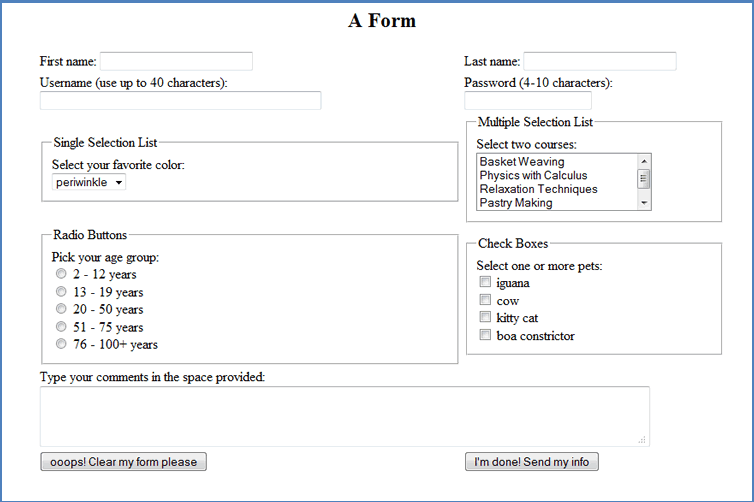 A Form
First name:
Last name:
Username (use up to 40 characters):
Password (4-10 characters):
Single Selection List
Select your favorite color:
periwinkle
Multiple Selection List
Select two courses:
Basket Weaving
Physics with Calculus
Relaxation Techniques
Pastry Making
Radio Buttons
Pick your age group:
2 - 12 years
13 - 19 years
20 - 50 years
51 - 75 years
76 - 100+ years
Check Boxes
Select one or more pets:
iguana
cow
kitty cat
boa constrictor
Type your comments in the space provided:
ooops! Clear my form please
I'm done! Send my info